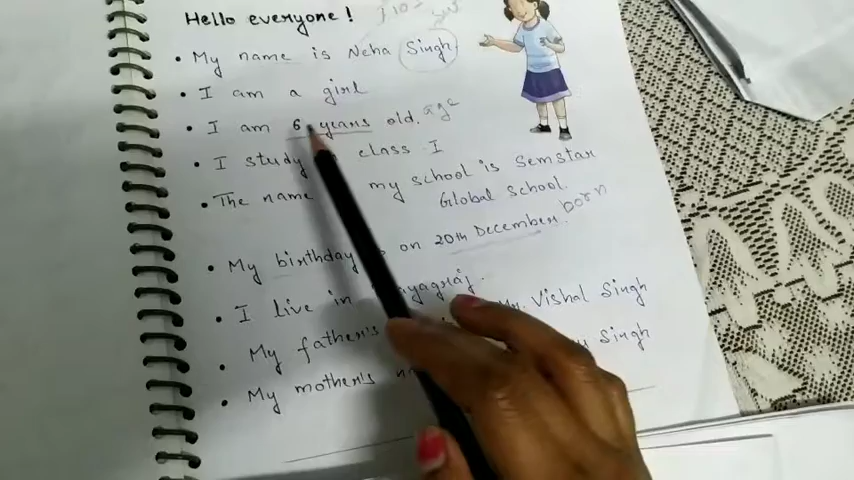 Hello everyone!
• My name is Neha Singh
• I am a girl
• I am 6 years old. age
• I study class I
• The name my school is Semstar
Global School.
• My birthday on 20th December. born
• I live in
• My father's Mr. Vishal Singh
• My mother's Singh